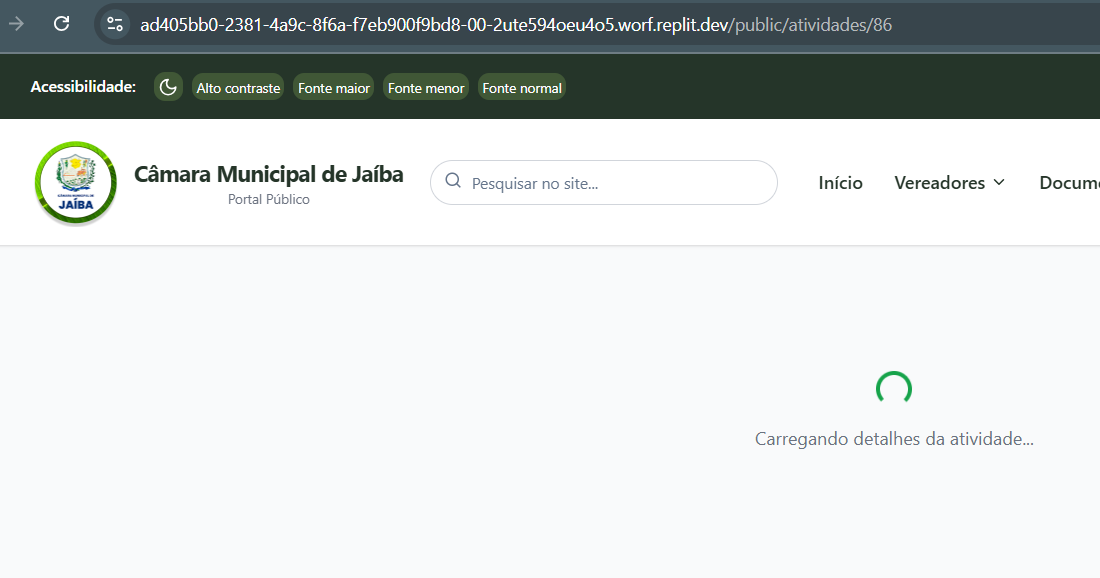 ad405bb0-2381-4a9c-8f6a-f7eb900f9bd8-00-2ute594oeu4o5.worf.replit.dev/public/atividades/86
Acessibilidade: Alto contraste Fonte maior Fonte menor Fonte normal
CÂMARA MUNICIPAL DE
JAÍBA
Câmara Municipal de Jaíba
Portal Público
Pesquisar no site...
Início Vereadores Docum
Carregando detalhes da atividade...